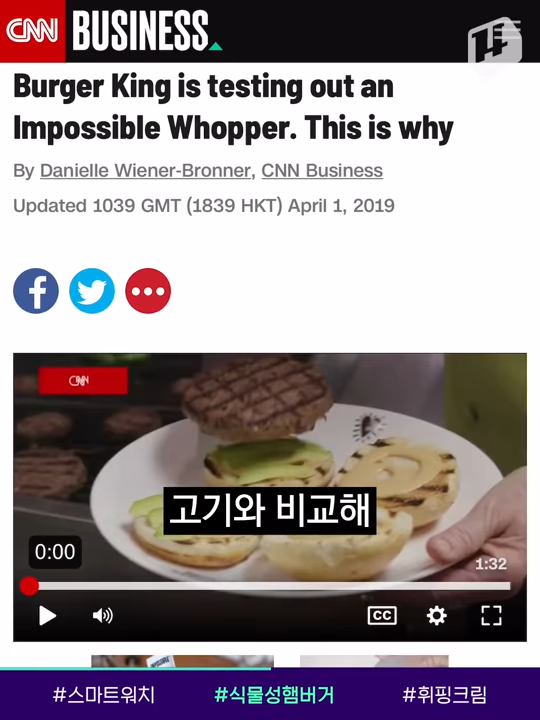 CNN BUSINESS
Burger King is testing out an
Impossible Whopper. This is why
By Danielle Wiener-Bronner, CNN Business
Updated 1039 GMT (1839 HKT) April 1, 2019
CNN
고기와 비교해
0:00
1:32
CC
#스마트워치 #식물성햄버거 #휘핑크림